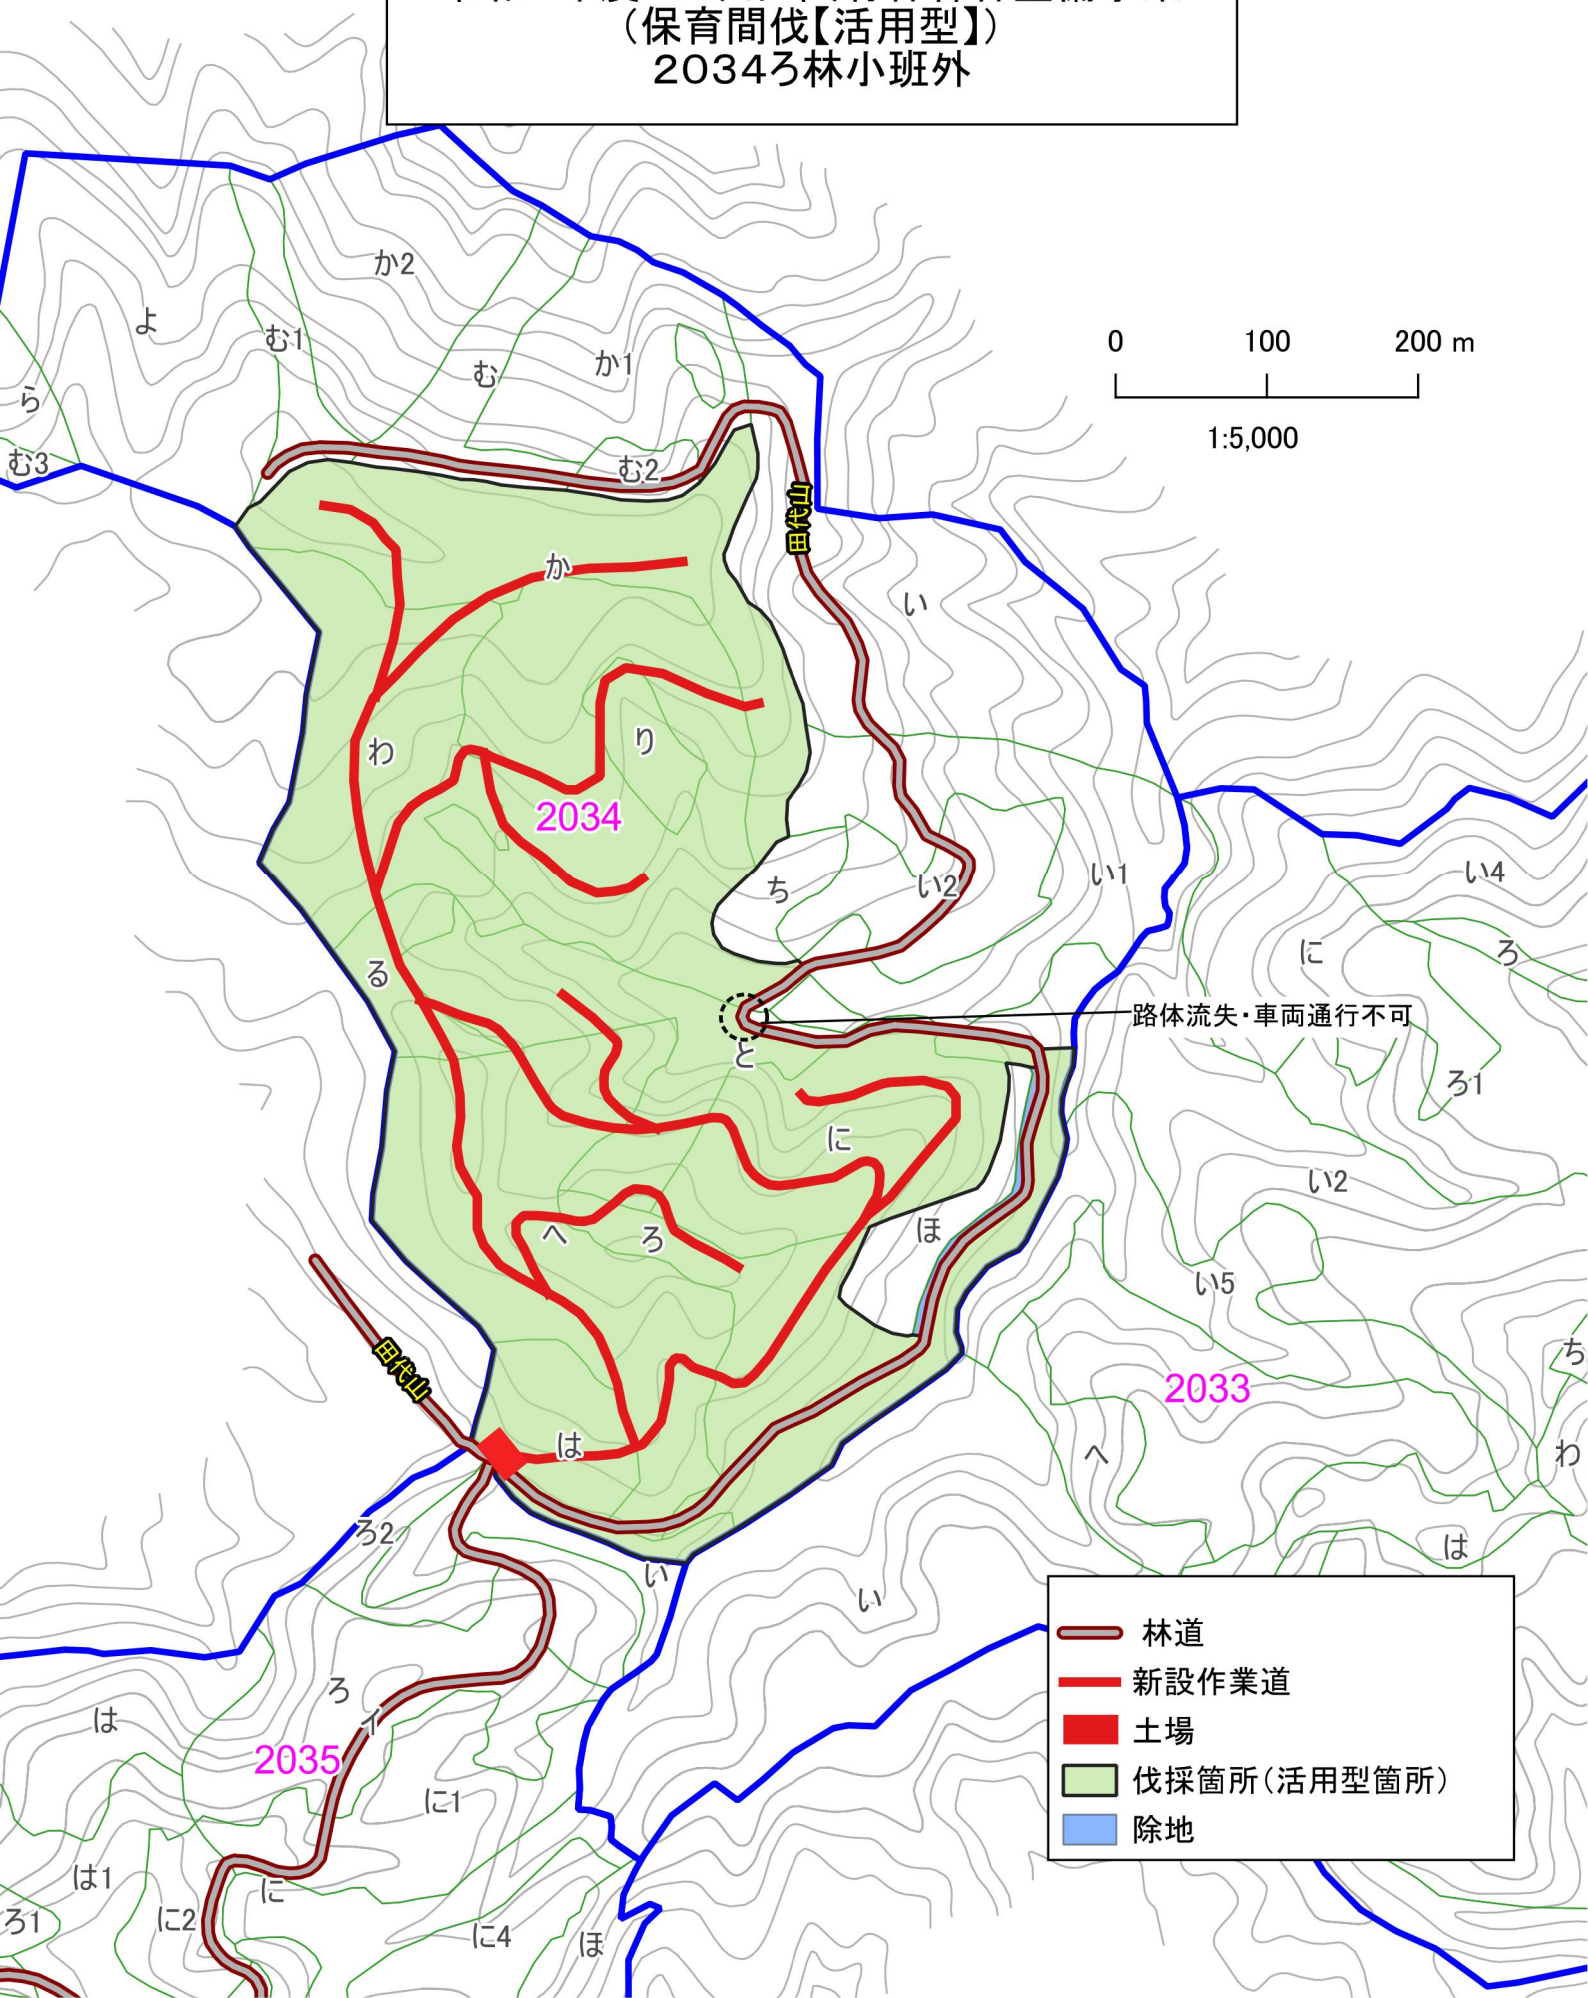 （保育間伐【活用型】）
２０３４ろ林小班外
か2
よ
む1
か1
む
ら
む3
む2
0 100 200 m
1:5,000
田代山
い
か
わ
り
2034
ち
い2
い1
い4
に
ろ
る
路体流失・車両通行不可
と
ろ1
に
い2
ほ
へ
ろ
い5
ち
田代山
2033
は
へ
わ
ろ2
は
い
い
林道
新設作業道
土場
伐採箇所（活用型箇所）
除地
ろ
イ
は
2035
に1
は1
に
に2
ろ1
に4
ほ